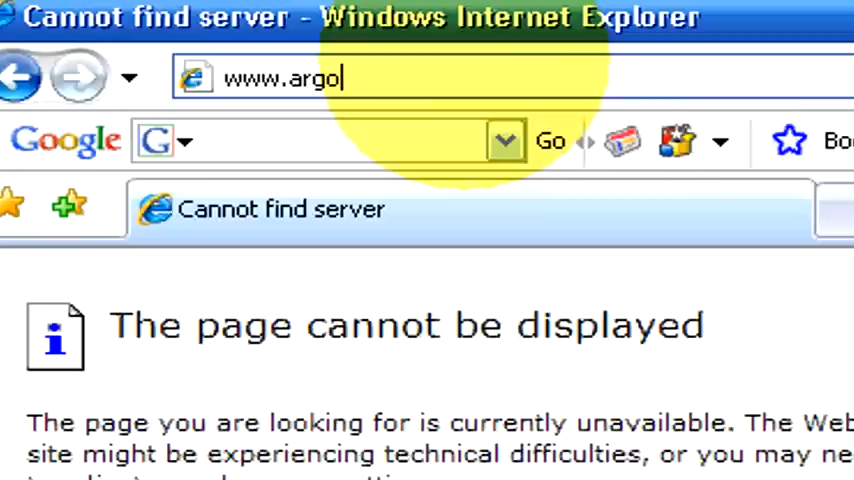 Cannot find server - Windows Internet Explorer
www.argo
Google G Go
Cannot find server
The page cannot be displayed
The page you are looking for is currently unavailable. The Web
site might be experiencing technical difficulties, or you may